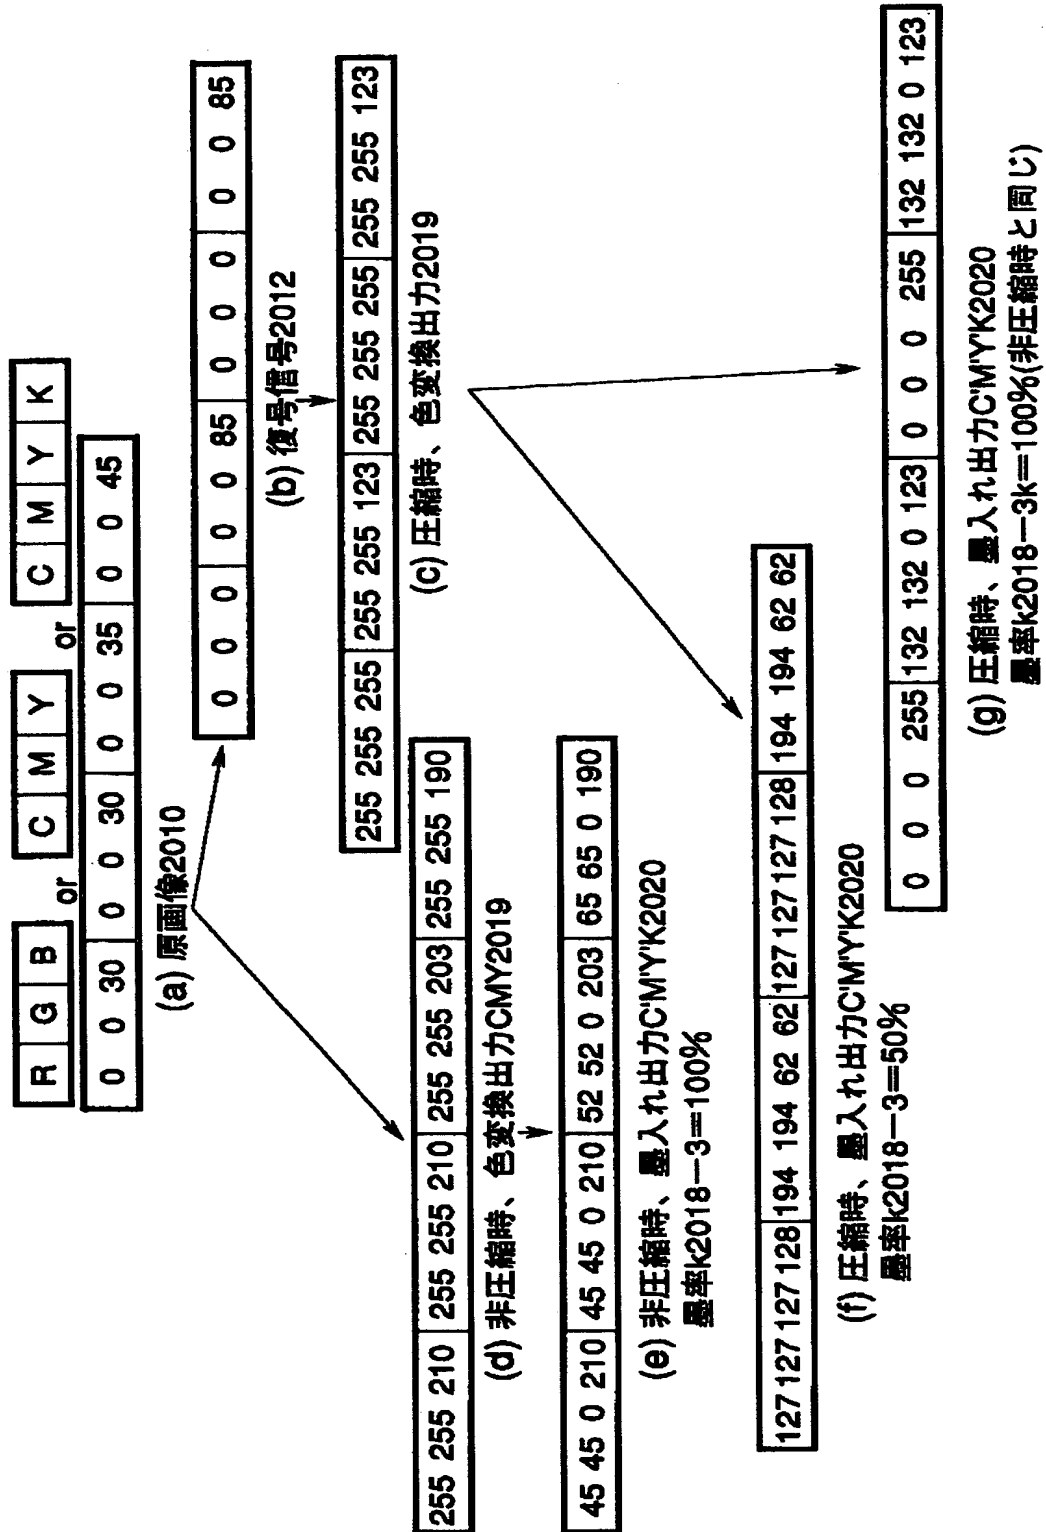 R G B or C M Y or C M Y K
0 0 30 0 0 30 0 0 35 0 0 45
(a) 原画像2010
0 0 0 0 0 85 0 0 0 0 0 85
(b) 復号信号2012
255 255 255 255 255 123 255 255 255 255 255 123
(c) 圧縮時、色変換出力2019
255 255 210 255 255 210 255 255 203 255 255 190
(d) 非圧縮時、色変換出力CMY2019
45 45 0 210 45 45 0 210 52 52 0 203 65 65 0 190
(e) 非圧縮時、墨入れ出力C'M'Y'K2020
墨率k2018−3=100%
127 127 127 128 194 194 62 62 127 127 127 128 194 194 62 62
(f) 圧縮時、墨入れ出力C'M'Y'K2020
墨率k2018−3=50%
0 0 0 255 132 132 0 123 0 0 0 255 132 132 0 123
(g) 圧縮時、墨入れ出力C'M'Y'K2020
墨率k2018−3k=100%(非圧縮時と同じ)